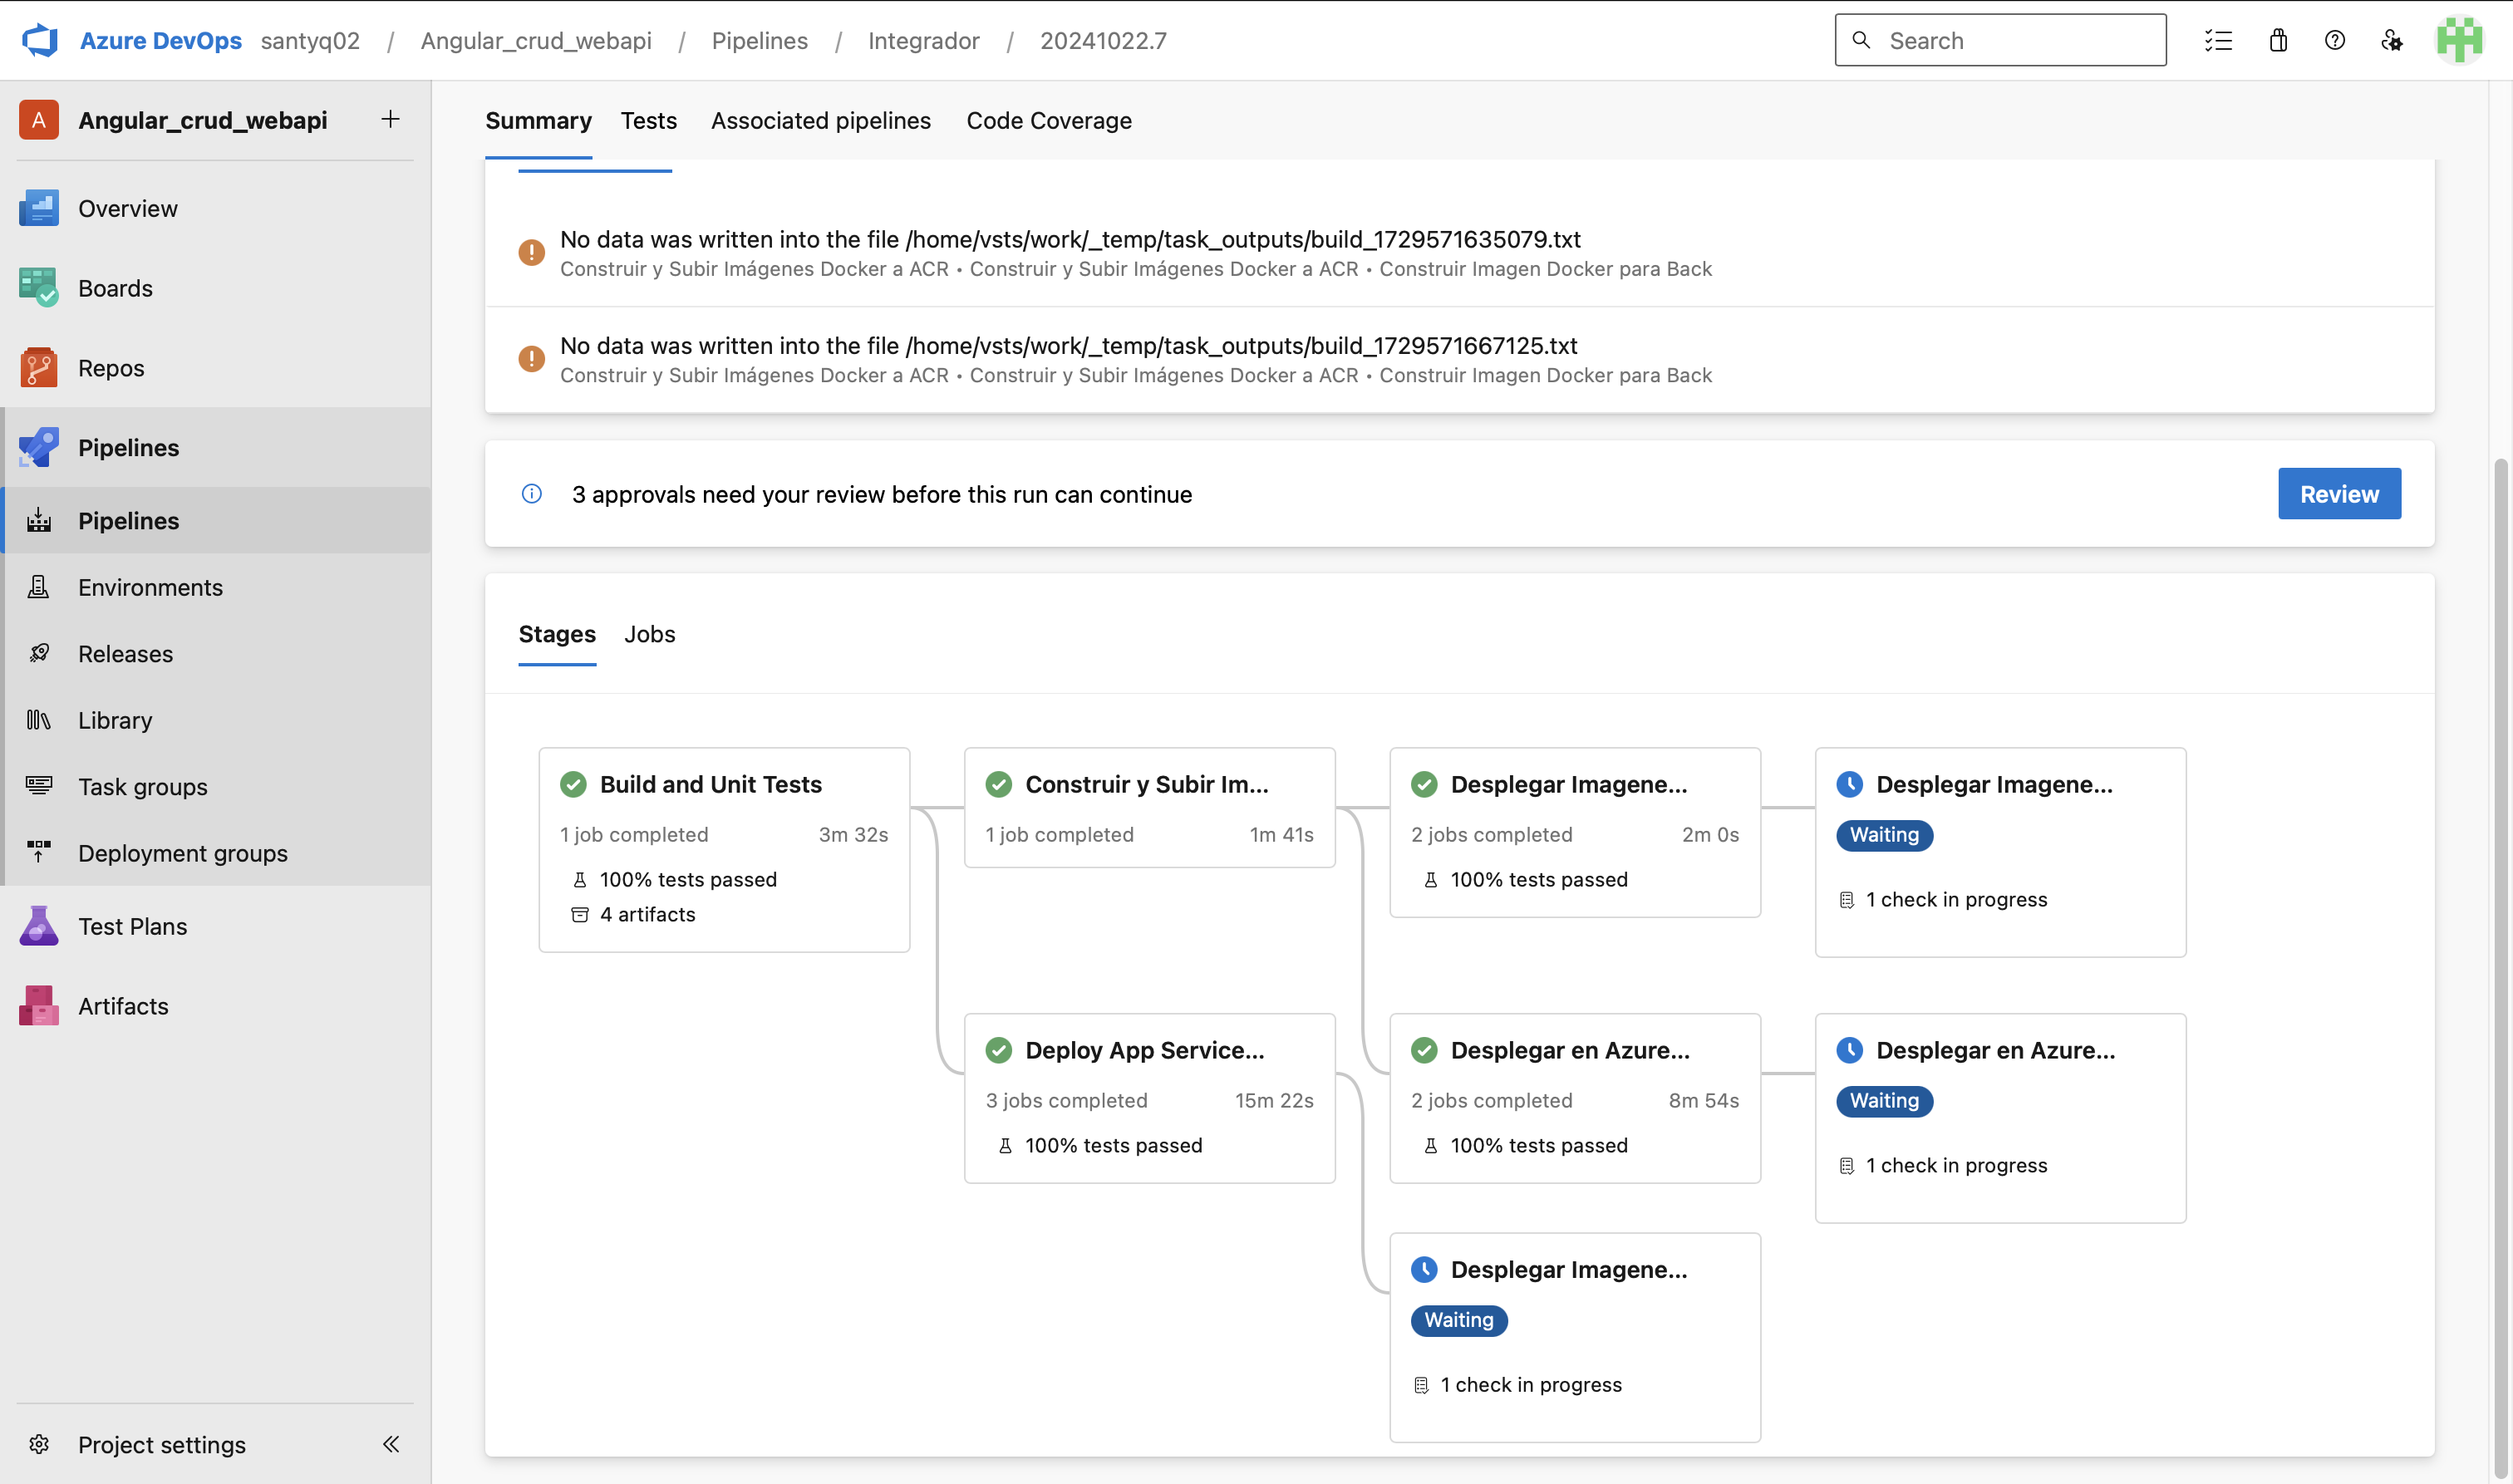 Azure DevOps santyq02 / Angular_crud_webapi / Pipelines / Integrador / 20241022.7
Search
A Angular_crud_webapi
Overview
Boards
Repos
Pipelines
Pipelines
Environments
Releases
Library
Task groups
Deployment groups
Test Plans
Artifacts
Project settings
Summary Tests Associated pipelines Code Coverage
No data was written into the file /home/vsts/work/_temp/task_outputs/build_1729571635079.txt
Construir y Subir Imágenes Docker a ACR • Construir y Subir Imágenes Docker a ACR • Construir Imagen Docker para Back
No data was written into the file /home/vsts/work/_temp/task_outputs/build_1729571667125.txt
Construir y Subir Imágenes Docker a ACR • Construir y Subir Imágenes Docker a ACR • Construir Imagen Docker para Back
3 approvals need your review before this run can continue
Review
Stages Jobs
Build and Unit Tests
1 job completed 3m 32s
100% tests passed
4 artifacts
Construir y Subir Im...
1 job completed 1m 41s
Desplegar Imagene...
2 jobs completed 2m 0s
100% tests passed
Desplegar Imagene...
Waiting
1 check in progress
Deploy App Service...
3 jobs completed 15m 22s
100% tests passed
Desplegar en Azure...
2 jobs completed 8m 54s
100% tests passed
Desplegar en Azure...
Waiting
1 check in progress
Desplegar Imagene...
Waiting
1 check in progress